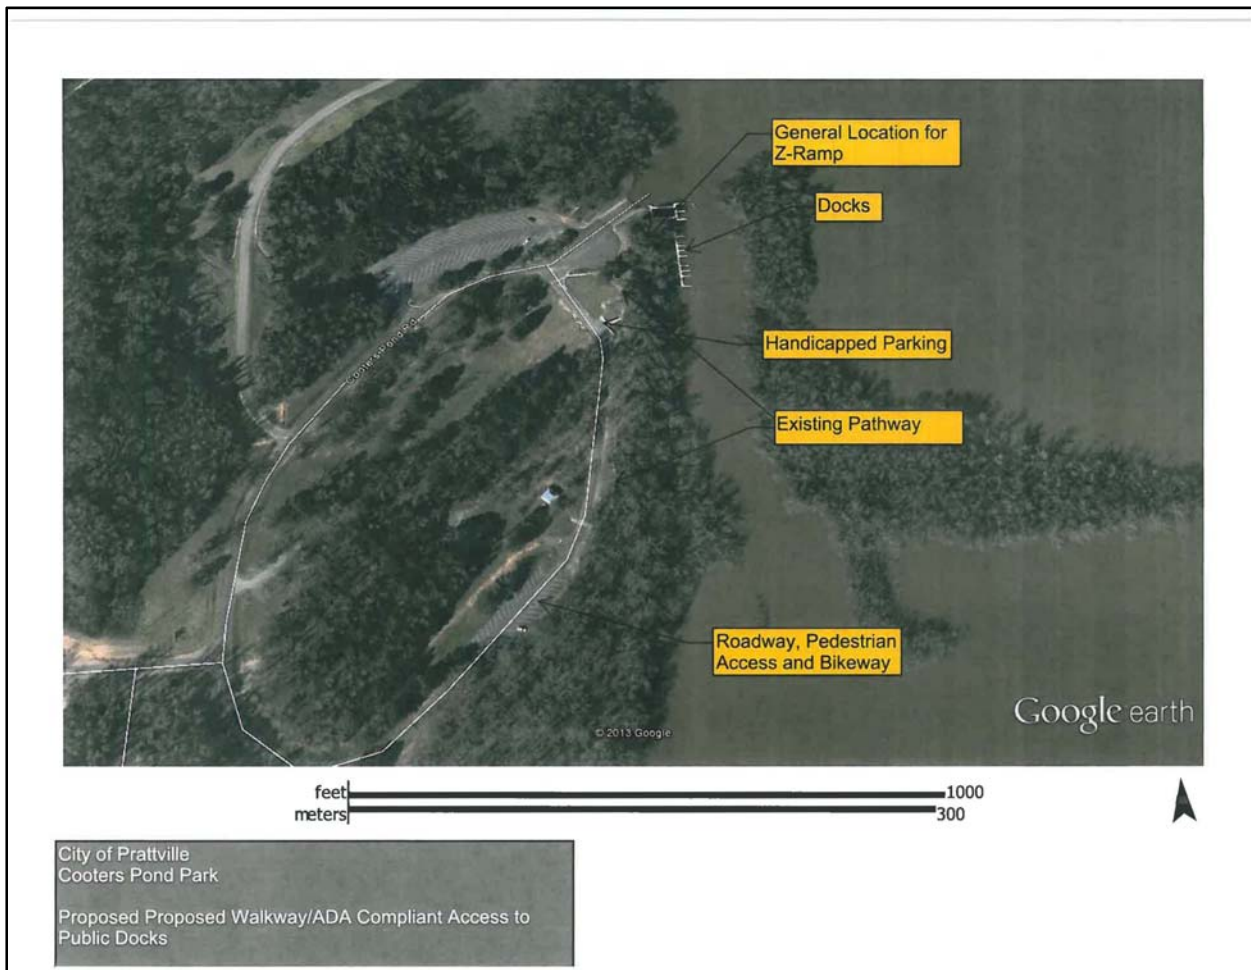 General Location for
Z-Ramp
Docks
Cooters Pond Rd
Handicapped Parking
Existing Pathway
Roadway, Pedestrian
Access and Bikeway
Google earth
© 2013 Google
feet 1000
meters 300
City of Prattville
Cooters Pond Park
Proposed Proposed Walkway/ADA Compliant Access to
Public Docks